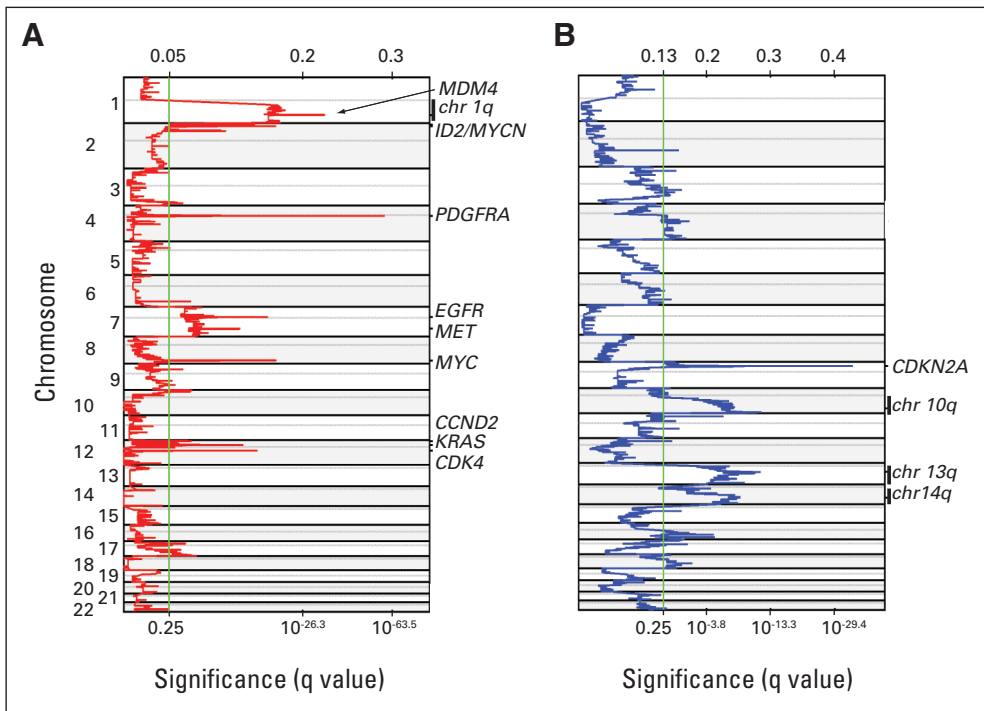 A
B
0.05 0.2 0.3
0.13 0.2 0.3 0.4
Chromosome
1
2
3
4
5
6
7
8
9
10
11
12
13
14
15
16
17
18
19
20
21
22
MDM4
chr 1q
ID2/MYCN
PDGFRA
EGFR
MET
MYC
CCND2
KRAS
CDK4
CDKN2A
chr 10q
chr 13q
chr14q
0.25 10-26.3 10-63.5
0.25 10-3.8 10-13.3 10-29.4
Significance (q value)
Significance (q value)